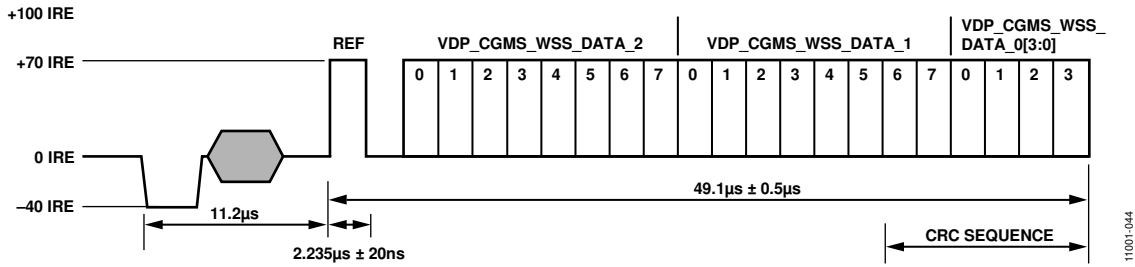 +100 IRE
VDP_CGMS_WSS_
REF VDP_CGMS_WSS_DATA_2 VDP_CGMS_WSS_DATA_1 DATA_0[3:0]
+70 IRE
0 1 2 3 4 5 6 7 0 1 2 3 4 5 6 7 0 1 2 3
0 IRE
49.1µs ± 0.5µs
–40 IRE
11.2µs
CRC SEQUENCE
2.235µs ± 20ns
11001-044